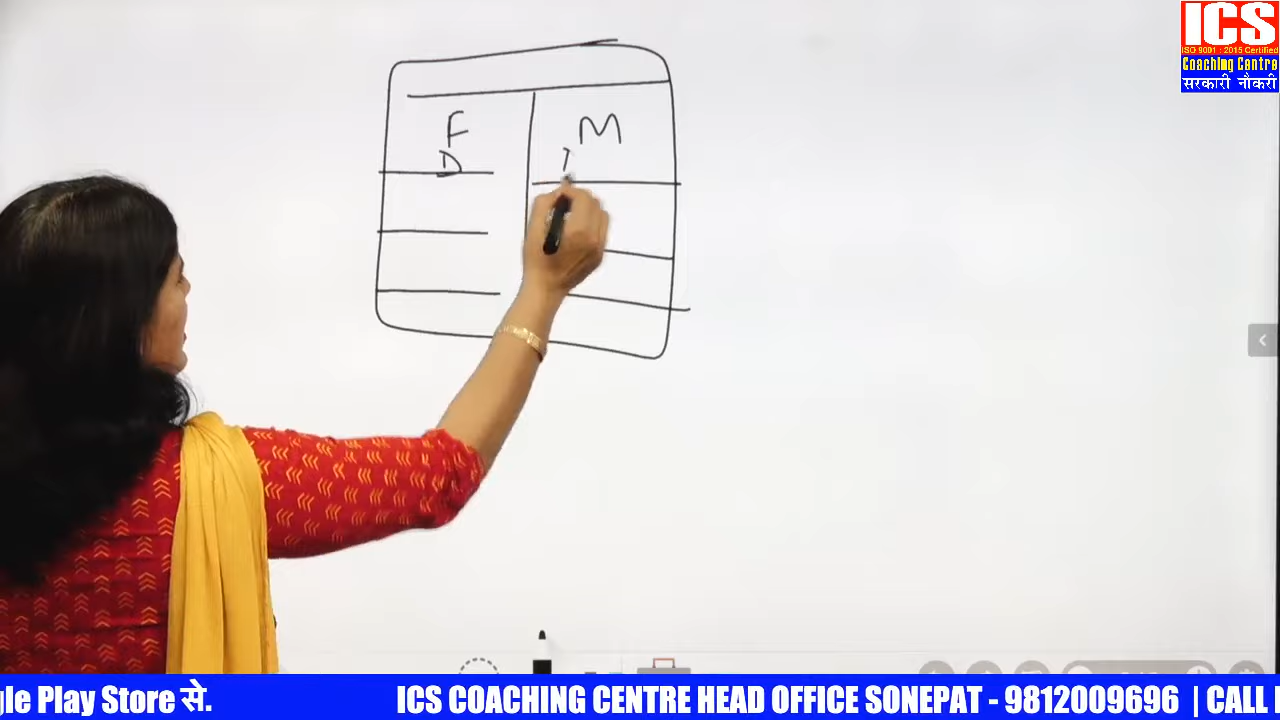 ICS
ISO 9001 : 2015 Certified
Coaching Centre
सरकारी नौकरी
F
M
D
gle Play Store से.
ICS COACHING CENTRE HEAD OFFICE SONEPAT - 9812009696 | CALL